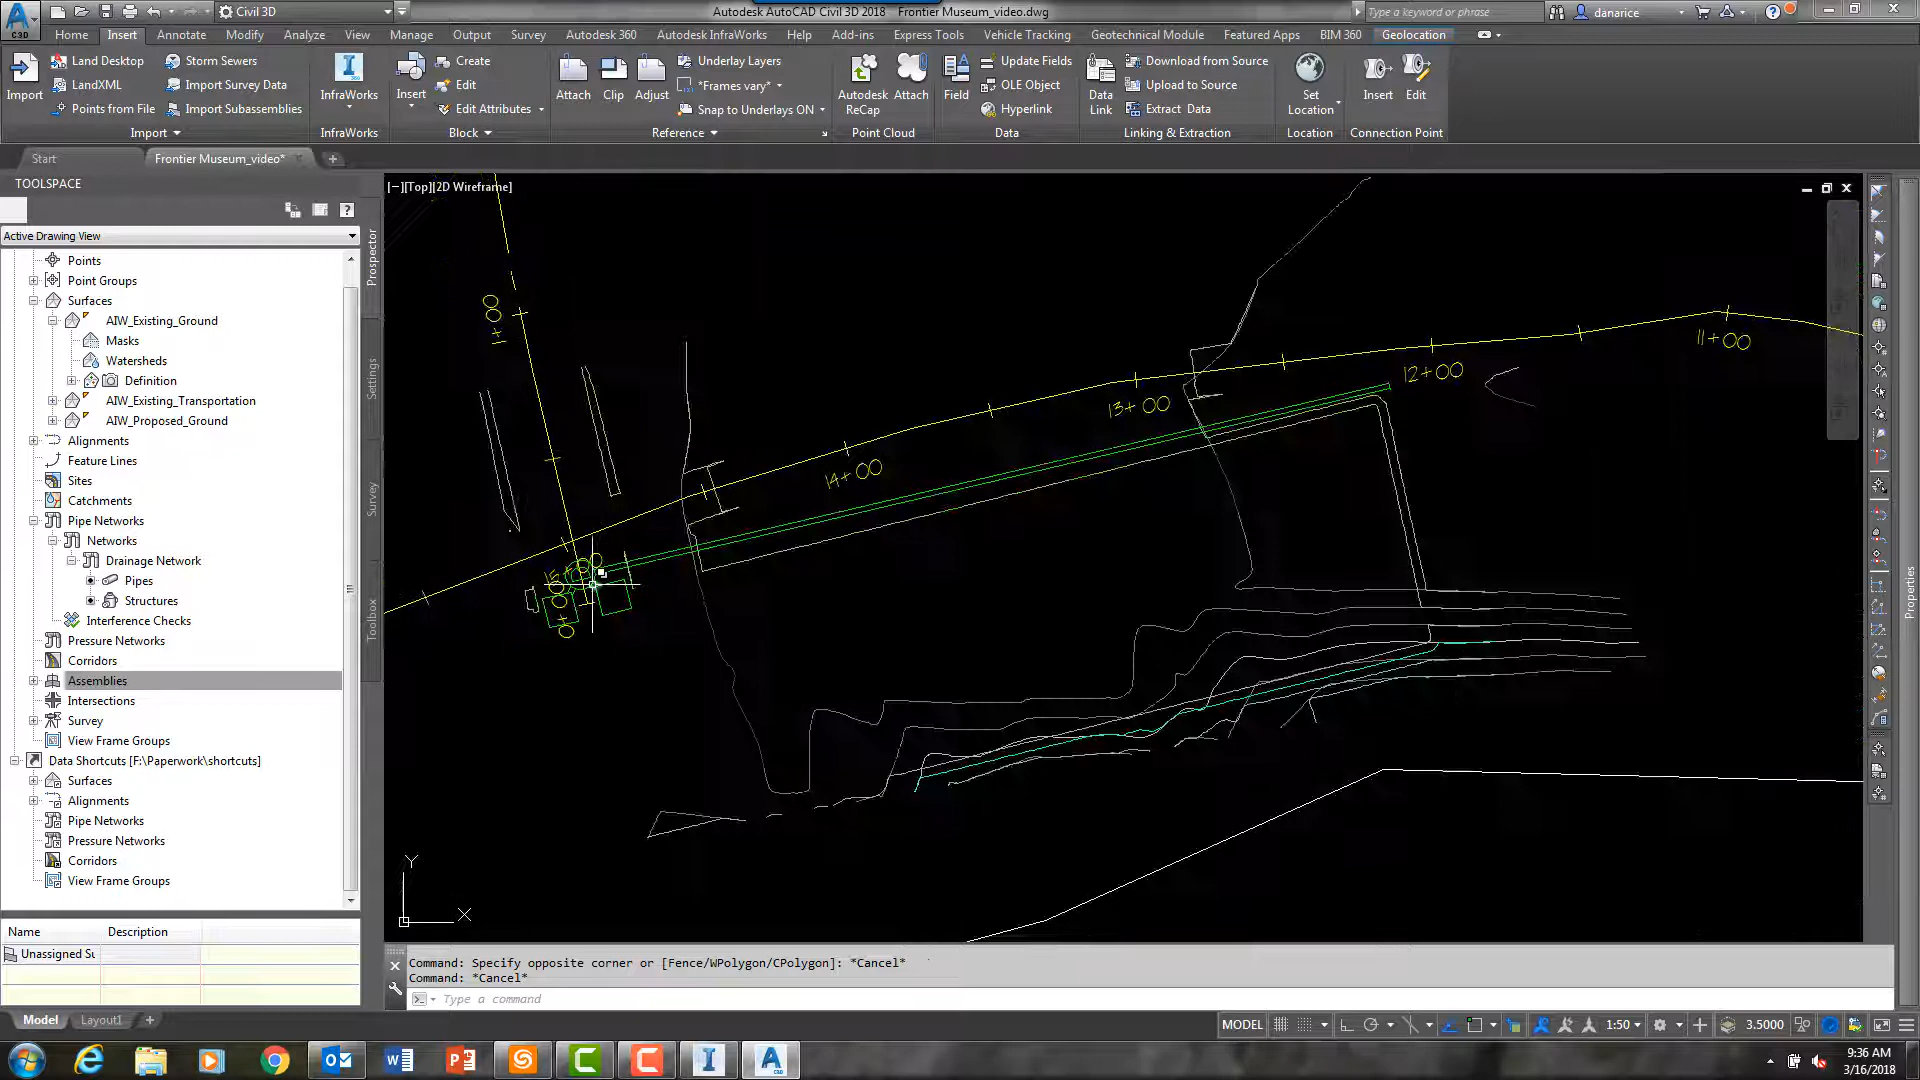 C3D
Civil 3D
Autodesk AutoCAD Civil 3D 2018 Frontier Museum_video.dwg
Type a keyword or phrase
danarice
Home Insert Annotate Modify Analyze View Manage Output Survey Autodesk 360 Autodesk InfraWorks Help Add-ins Express Tools Vehicle Tracking Geotechnical Module Featured Apps BIM 360 Geolocation
Import
Land Desktop
LandXML
Points from File
Storm Sewers
Import Survey Data
Import Subassemblies
Import
InfraWorks
InfraWorks
Insert
Create
Edit
Edit Attributes
Block
Attach
Clip
Adjust
Underlay Layers
*Frames vary*
Snap to Underlays ON
Reference
Autodesk
ReCap
Attach
Point Cloud
Field
Update Fields
OLE Object
Hyperlink
Data
Data
Link
Download from Source
Upload to Source
Extract Data
Linking & Extraction
Set
Location
Location
Insert
Edit
Connection Point
Start
Frontier Museum_video*
TOOLSPACE
Active Drawing View
Points
Point Groups
Surfaces
AIW_Existing_Ground
Masks
Watersheds
Definition
AIW_Existing_Transportation
AIW_Proposed_Ground
Alignments
Feature Lines
Sites
Catchments
Pipe Networks
Networks
Drainage Network
Pipes
Structures
Interference Checks
Pressure Networks
Corridors
Assemblies
Intersections
Survey
View Frame Groups
Data Shortcuts [F:\Paperwork\shortcuts]
Surfaces
Alignments
Pipe Networks
Pressure Networks
Corridors
View Frame Groups
Name Description
Unassigned Su
Prospector
Settings
Survey
Toolbox
[−][Top][2D Wireframe]
1+00
11+00
12+00
13+00
14+00
15+00
0+00
Y
X
Properties
Command: Specify opposite corner or [Fence/WPolygon/CPolygon]: *Cancel*
Command: *Cancel*
Type a command
Model Layout1
MODEL
1:50
3.5000
9:36 AM
3/16/2018